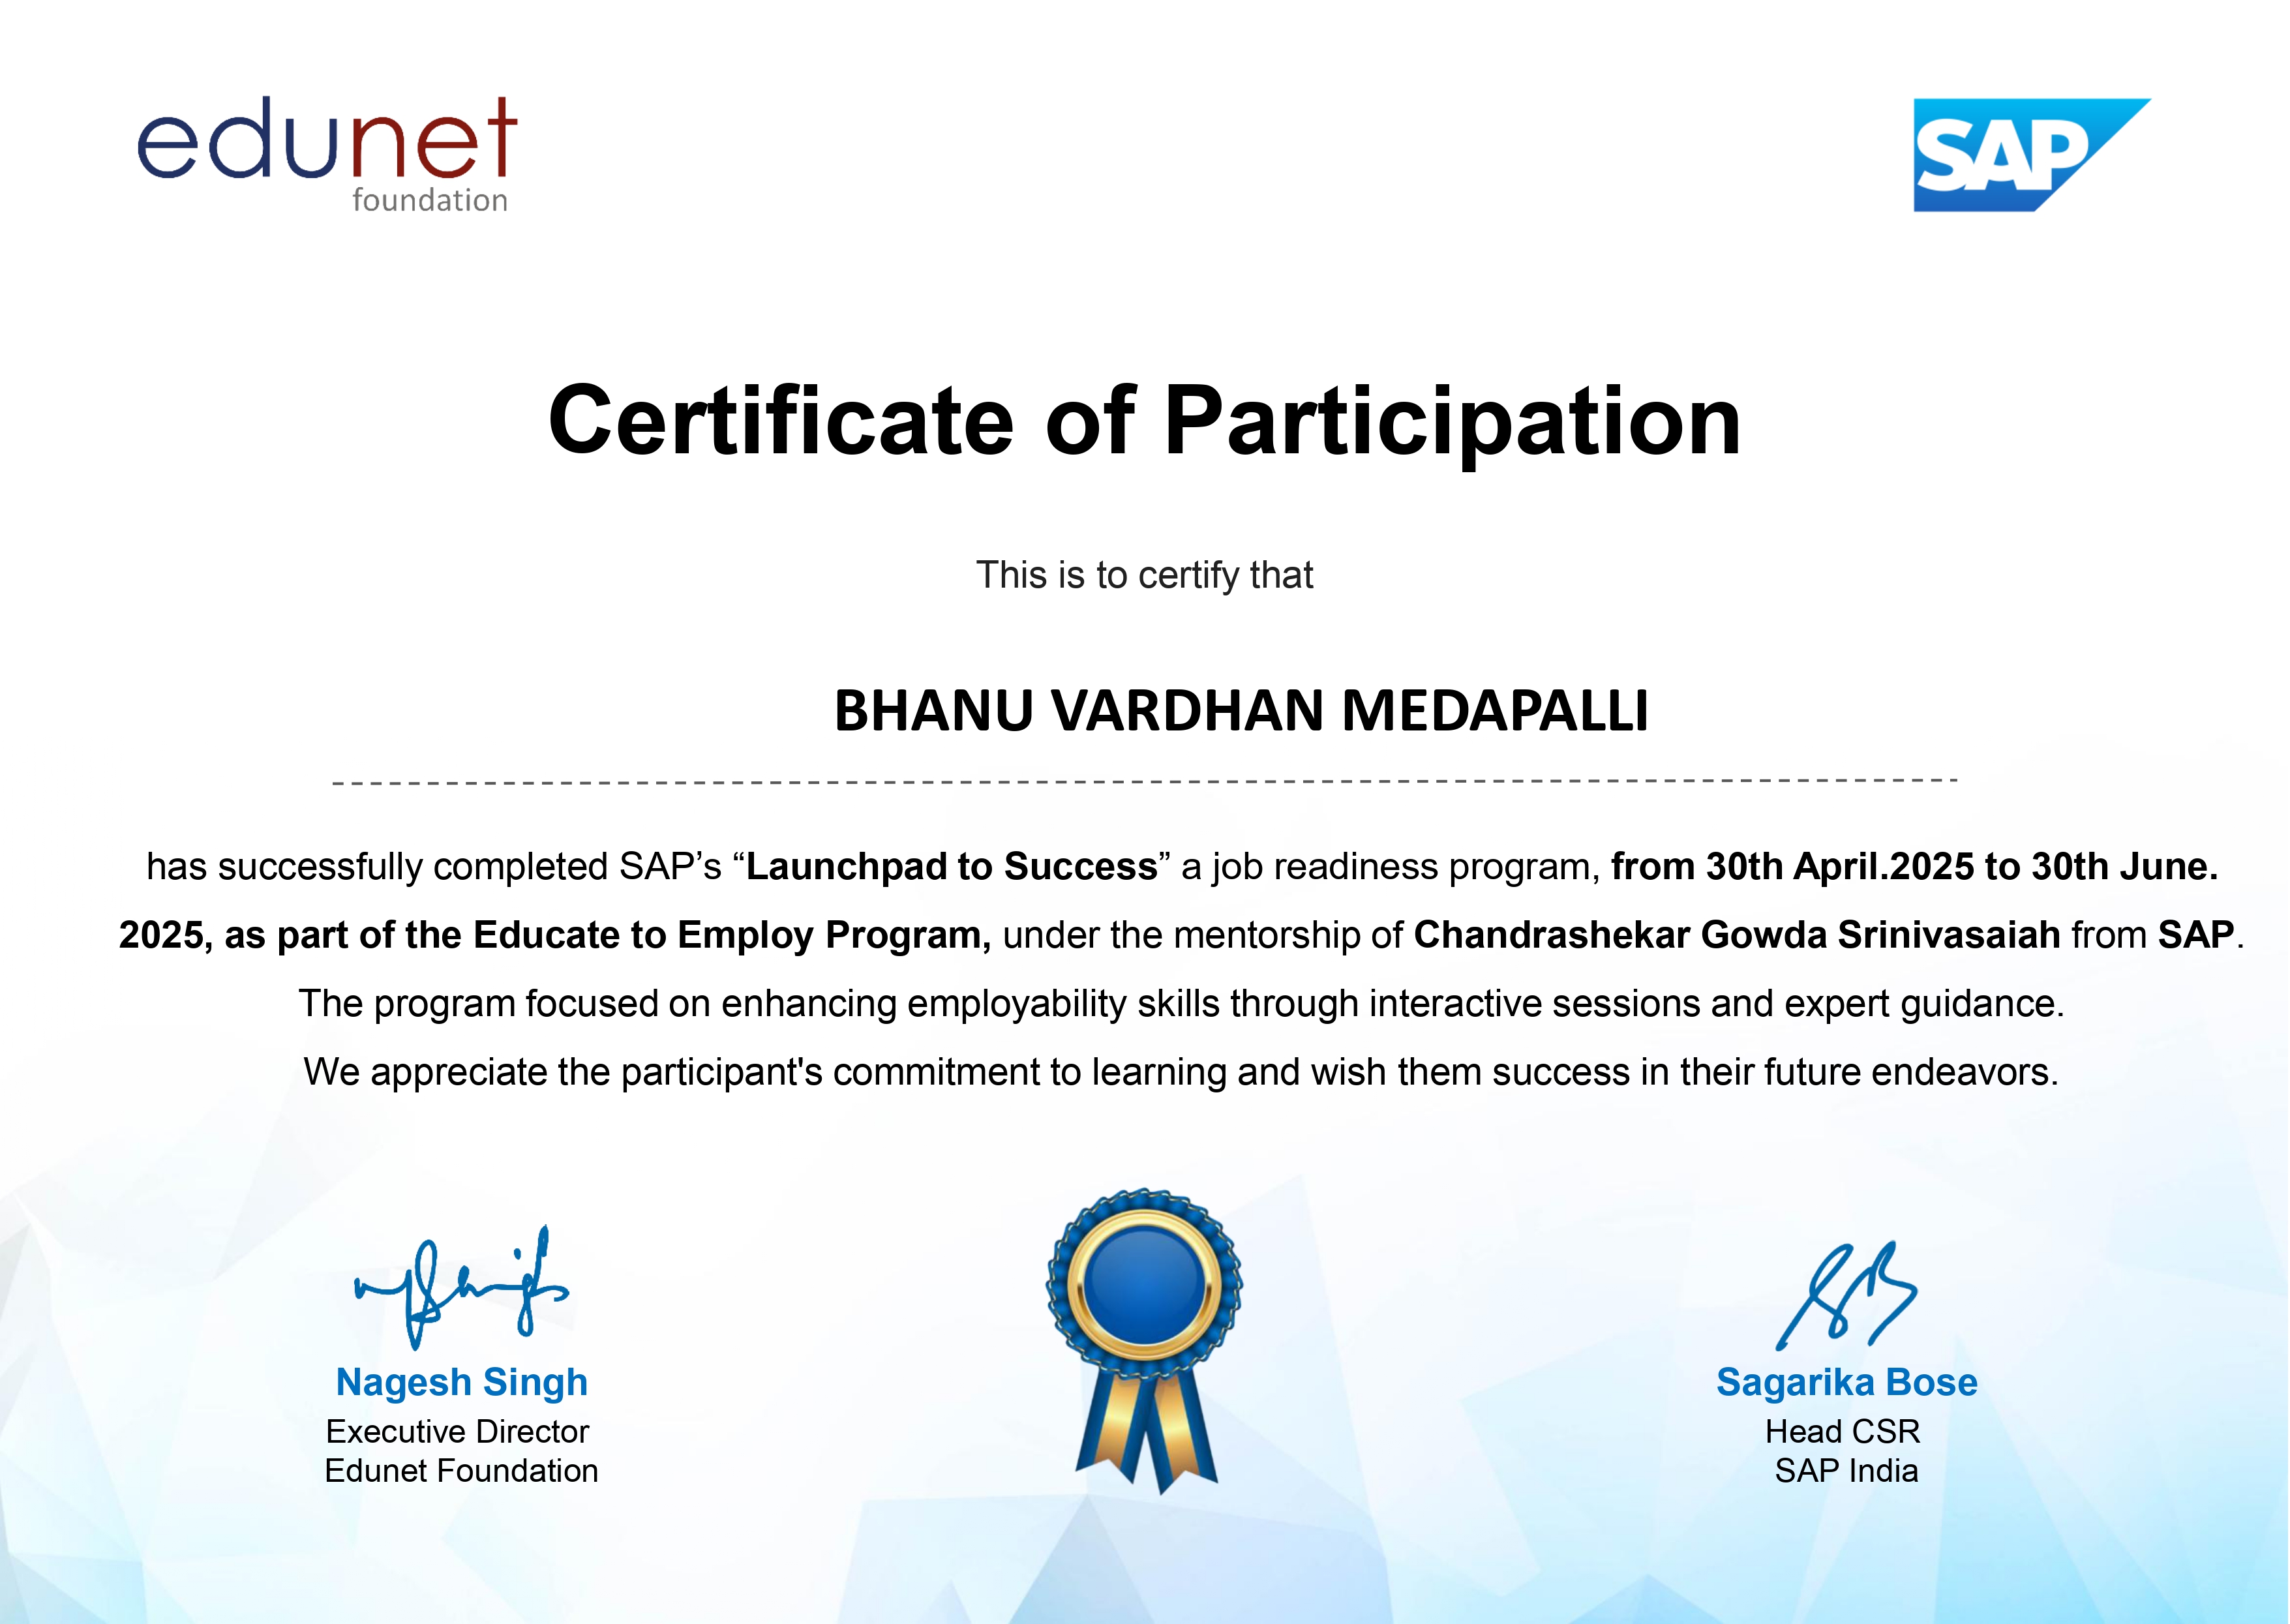 edunet
foundation
SAP
Certificate of Participation
This is to certify that
BHANU VARDHAN MEDAPALLI
has successfully completed SAP’s “Launchpad to Success” a job readiness program, from 30th April.2025 to 30th June.
2025, as part of the Educate to Employ Program, under the mentorship of Chandrashekar Gowda Srinivasaiah from SAP.
The program focused on enhancing employability skills through interactive sessions and expert guidance.
We appreciate the participant's commitment to learning and wish them success in their future endeavors.
Nagesh Singh
Executive Director
Edunet Foundation
Sagarika Bose
Head CSR
SAP India